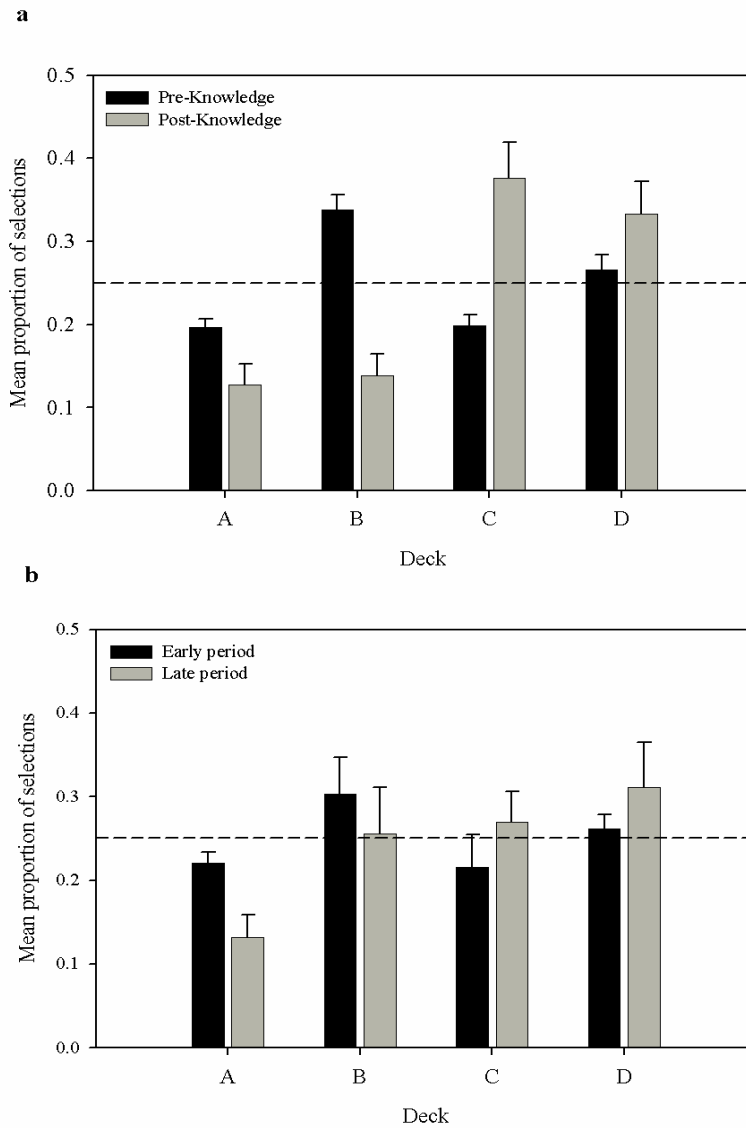 a
0.5
Pre-Knowledge
Post-Knowledge
0.4
0.3
0.2
0.1
0.0
Mean proportion of selections
A B C D
Deck
b
0.5
Early period
Late period
0.4
0.3
0.2
0.1
0.0
Mean proportion of selections
A B C D
Deck